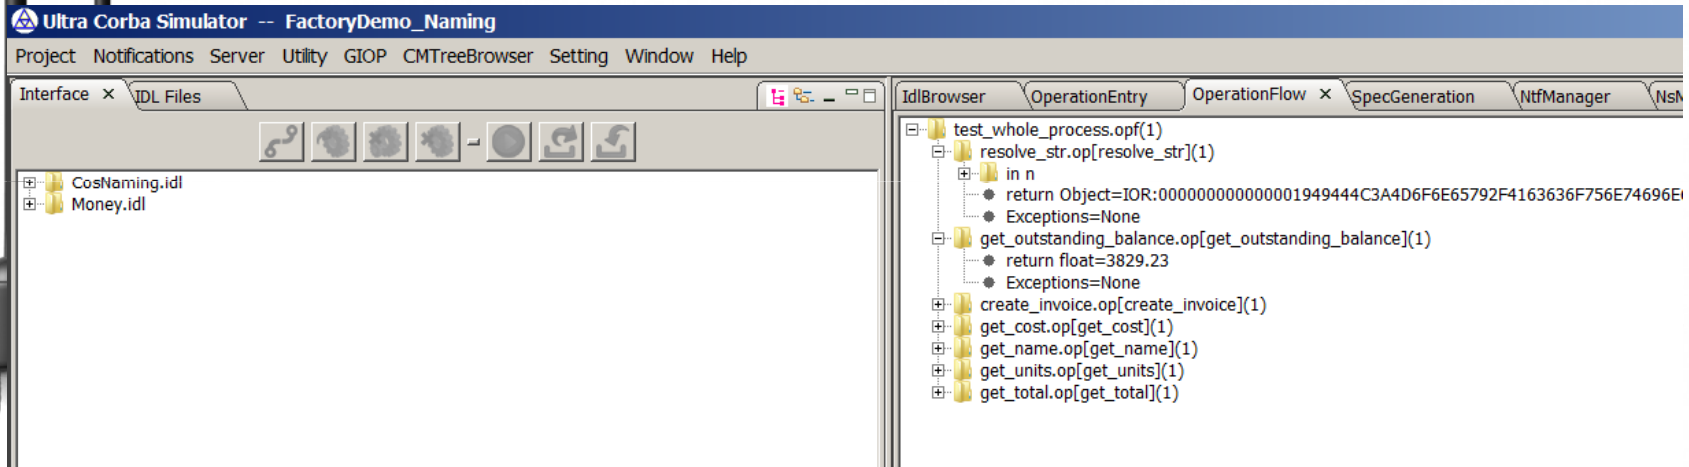 Ultra Corba Simulator -- FactoryDemo_Naming
Project Notifications Server Utility GIOP CMTreeBrowser Setting Window Help
Interface IDL Files
IdlBrowser OperationEntry OperationFlow SpecGeneration NtfManager
CosNaming.idl
Money.idl
test_whole_process.opf(1)
resolve_str.op[resolve_str](1)
in n
return Object=IOR:000000000000001949444C3A4D6F6E65792F4163636F756E74696E6
Exceptions=None
get_outstanding_balance.op[get_outstanding_balance](1)
return float=3829.23
Exceptions=None
create_invoice.op[create_invoice](1)
get_cost.op[get_cost](1)
get_name.op[get_name](1)
get_units.op[get_units](1)
get_total.op[get_total](1)